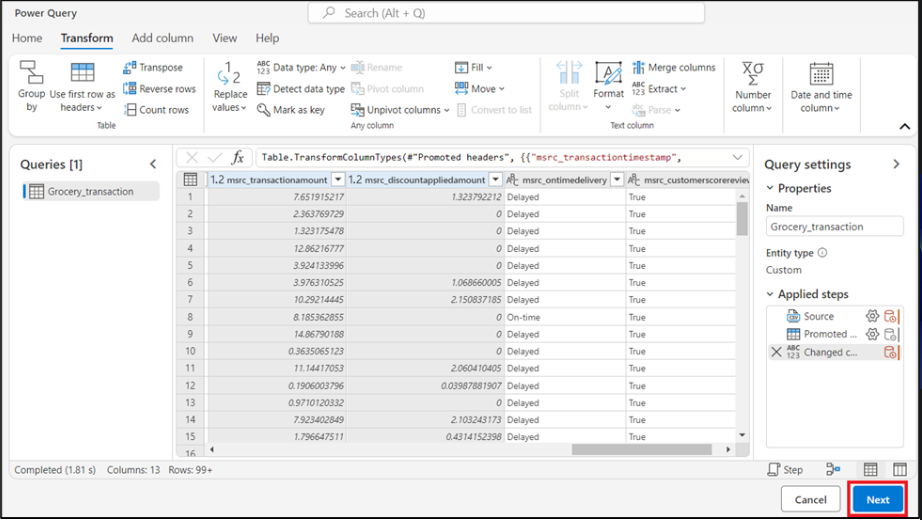 Power Query
Search (Alt + Q)
Home Transform Add column View Help
Group by
Use first row as headers
Transpose
Reverse rows
Count rows
Table
Replace values
Data type: Any
Detect data type
Mark as key
Rename
Pivot column
Unpivot columns
Fill
Move
Convert to list
Any column
Split column
Format
Merge columns
Extract
Parse
Text column
Number column
Date and time column
Queries [1]
Grocery_transaction
fx Table.TransformColumnTypes(#"Promoted headers", {{"msrc_transactiontimestamp",
1.2 msrc_transactionamount 1.2 msrc_discountappliedamount ABC msrc_ontimedelivery ABC msrc_customerscorereview
1 7.651915217 1.323792212 Delayed True
2 2.363769729 0 Delayed True
3 1.323175478 0 Delayed True
4 12.86216777 0 Delayed True
5 3.924133996 0 Delayed True
6 3.976310525 1.068660005 Delayed True
7 10.29214445 2.150837185 Delayed True
8 8.185362855 0 On-time True
9 14.86790188 0 Delayed True
10 0.3635065123 0 Delayed True
11 11.14417053 2.060410405 Delayed True
12 0.1906003796 0.03987881907 Delayed True
13 0.9710120332 0 Delayed True
14 7.923402849 2.103243173 Delayed True
15 1.796647511 0.4314152398 Delayed True
16
Query settings
Properties
Name
Grocery_transaction
Entity type
Custom
Applied steps
Source
Promoted ...
Changed c...
Completed (1.81 s) Columns: 13 Rows: 99+
Step
Cancel Next